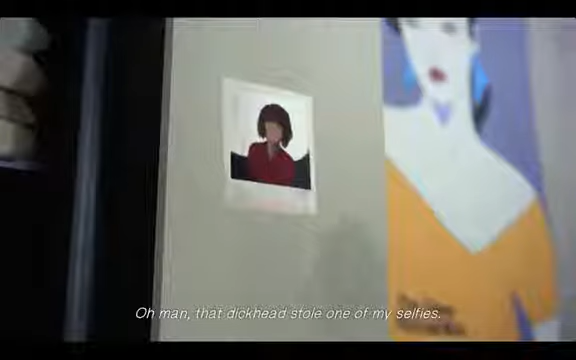 Oh man, that dickhead stole one of my selfies.